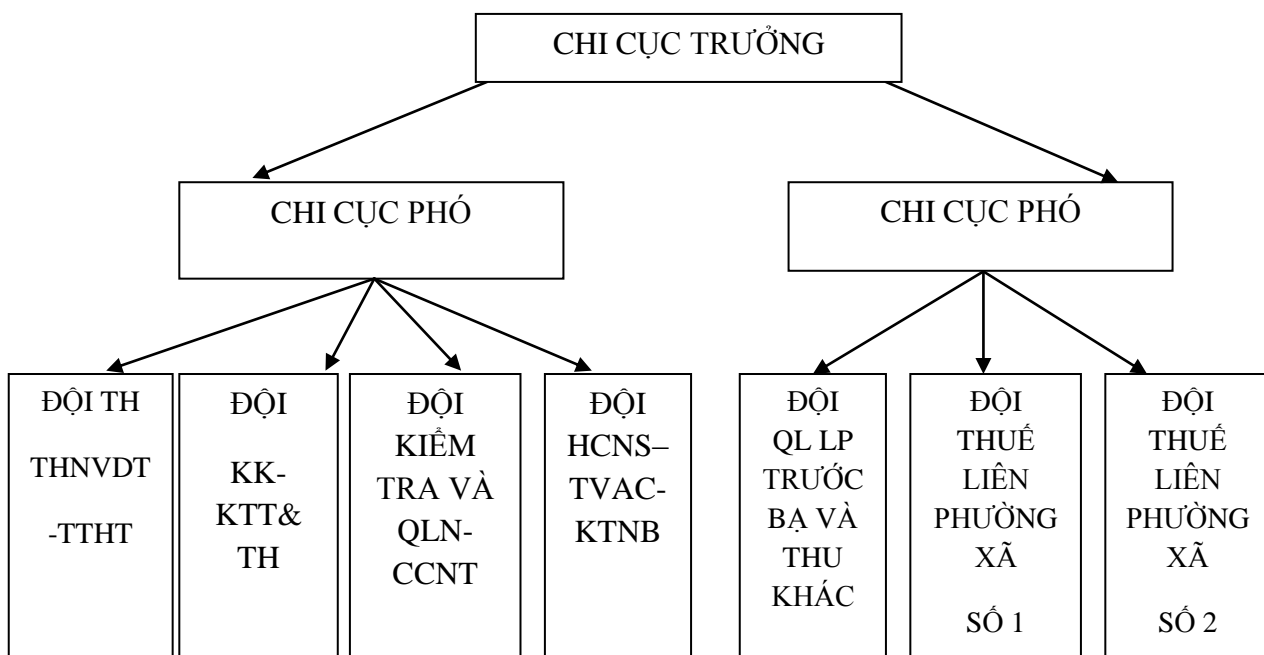 CHI CỤC TRƯỞNG
CHI CỤC PHÓ
CHI CỤC PHÓ
ĐỘI TH
THNVDT
-TTHT
ĐỘI
KK-
KTT&
TH
ĐỘI
KIỂM
TRA VÀ
QLN-
CCNT
ĐỘI
HCNS–
TVAC-
KTNB
ĐỘI
QL LP
TRƯỚC
BẠ VÀ
THU
KHÁC
ĐỘI
THUẾ
LIÊN
PHƯỜNG
XÃ
SỐ 1
ĐỘI
THUẾ
LIÊN
PHƯỜNG
XÃ
SỐ 2